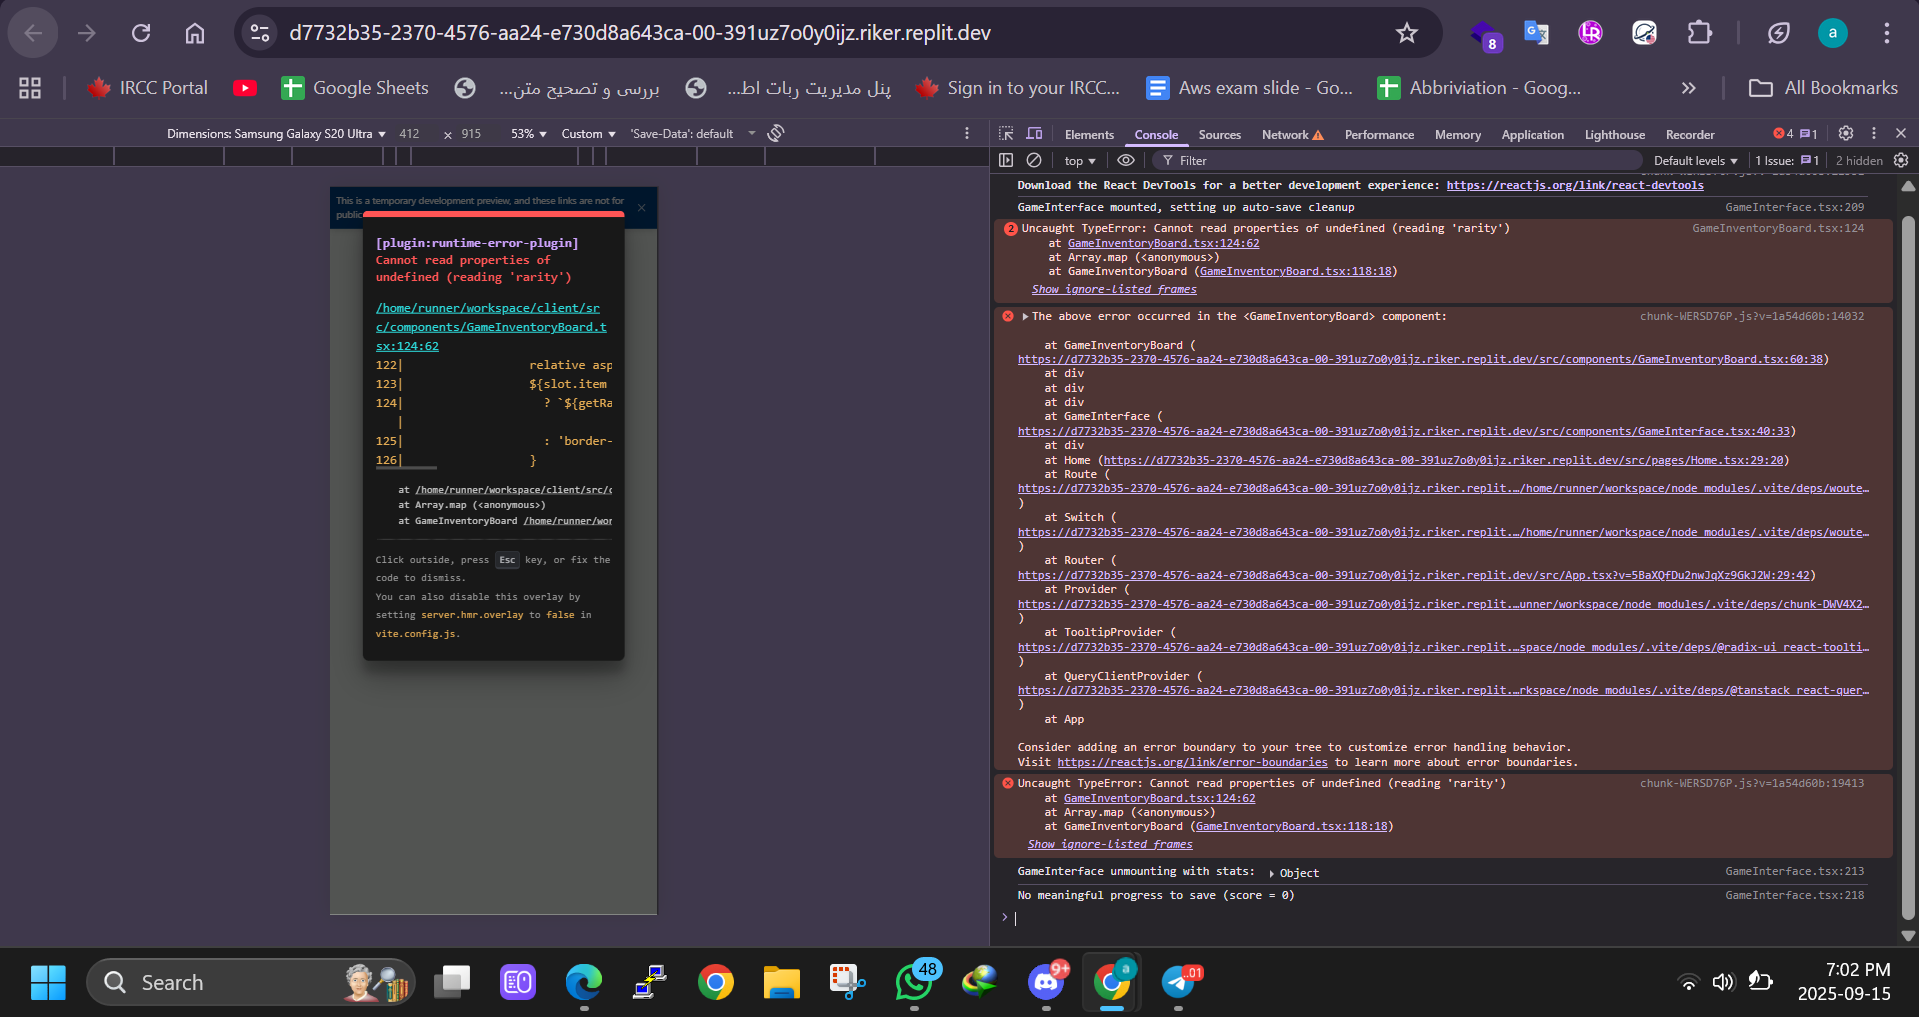 d7732b35-2370-4576-aa24-e730d8a643ca-00-391uz7o0y0ijz.riker.replit.dev
8
a
IRCC Portal
Google Sheets
بررسی و تصحیح متن...
پنل مدیریت ربات اط...
Sign in to your IRCC...
Aws exam slide - Go...
Abbriviation - Goog...
»
All Bookmarks
Dimensions: Samsung Galaxy S20 Ultra 412 × 915 53% Custom 'Save-Data': default
Elements Console Sources Network Performance Memory Application Lighthouse Recorder 4 1
top Filter Default levels 1 Issue: 1 2 hidden
This is a temporary development preview, and these links are not for
public
[plugin:runtime-error-plugin]
Cannot read properties of
undefined (reading 'rarity')
/home/runner/workspace/client/sr
c/components/GameInventoryBoard.t
sx:124:62
122| relative asp
123| ${slot.item
124| ? `${getRa
|
125| : 'border-
126| }
at /home/runner/workspace/client/src/c
at Array.map (<anonymous>)
at GameInventoryBoard /home/runner/wor
Click outside, press Esc key, or fix the
code to dismiss.
You can also disable this overlay by
setting server.hmr.overlay to false in
vite.config.js.
Download the React DevTools for a better development experience: https://reactjs.org/link/react-devtools
GameInterface mounted, setting up auto-save cleanup GameInterface.tsx:209
2 Uncaught TypeError: Cannot read properties of undefined (reading 'rarity') GameInventoryBoard.tsx:124
at GameInventoryBoard.tsx:124:62
at Array.map (<anonymous>)
at GameInventoryBoard (GameInventoryBoard.tsx:118:18)
Show ignore-listed frames
The above error occurred in the <GameInventoryBoard> component: chunk-WERSD76P.js?v=1a54d60b:14032
at GameInventoryBoard (
https://d7732b35-2370-4576-aa24-e730d8a643ca-00-391uz7o0y0ijz.riker.replit.dev/src/components/GameInventoryBoard.tsx:60:38)
at div
at div
at div
at GameInterface (
https://d7732b35-2370-4576-aa24-e730d8a643ca-00-391uz7o0y0ijz.riker.replit.dev/src/components/GameInterface.tsx:40:33)
at div
at Home (https://d7732b35-2370-4576-aa24-e730d8a643ca-00-391uz7o0y0ijz.riker.replit.dev/src/pages/Home.tsx:29:20)
at Route (
https://d7732b35-2370-4576-aa24-e730d8a643ca-00-391uz7o0y0ijz.riker.replit.…/home/runner/workspace/node_modules/.vite/deps/woute…
)
at Switch (
https://d7732b35-2370-4576-aa24-e730d8a643ca-00-391uz7o0y0ijz.riker.replit.…/home/runner/workspace/node_modules/.vite/deps/woute…
)
at Router (
https://d7732b35-2370-4576-aa24-e730d8a643ca-00-391uz7o0y0ijz.riker.replit.dev/src/App.tsx?v=5BaXQfDu2nwJqXz9GkJ2W:29:42)
at Provider (
https://d7732b35-2370-4576-aa24-e730d8a643ca-00-391uz7o0y0ijz.riker.replit.…unner/workspace/node_modules/.vite/deps/chunk-DWV4X2…
)
at TooltipProvider (
https://d7732b35-2370-4576-aa24-e730d8a643ca-00-391uz7o0y0ijz.riker.replit.…space/node_modules/.vite/deps/@radix-ui_react-toolti…
)
at QueryClientProvider (
https://d7732b35-2370-4576-aa24-e730d8a643ca-00-391uz7o0y0ijz.riker.replit.…rkspace/node_modules/.vite/deps/@tanstack_react-quer…
)
at App
Consider adding an error boundary to your tree to customize error handling behavior.
Visit https://reactjs.org/link/error-boundaries to learn more about error boundaries.
Uncaught TypeError: Cannot read properties of undefined (reading 'rarity') chunk-WERSD76P.js?v=1a54d60b:19413
at GameInventoryBoard.tsx:124:62
at Array.map (<anonymous>)
at GameInventoryBoard (GameInventoryBoard.tsx:118:18)
Show ignore-listed frames
GameInterface unmounting with stats: Object GameInterface.tsx:213
No meaningful progress to save (score = 0) GameInterface.tsx:218
Search
48
9+
a
..01
7:02 PM
2025-09-15